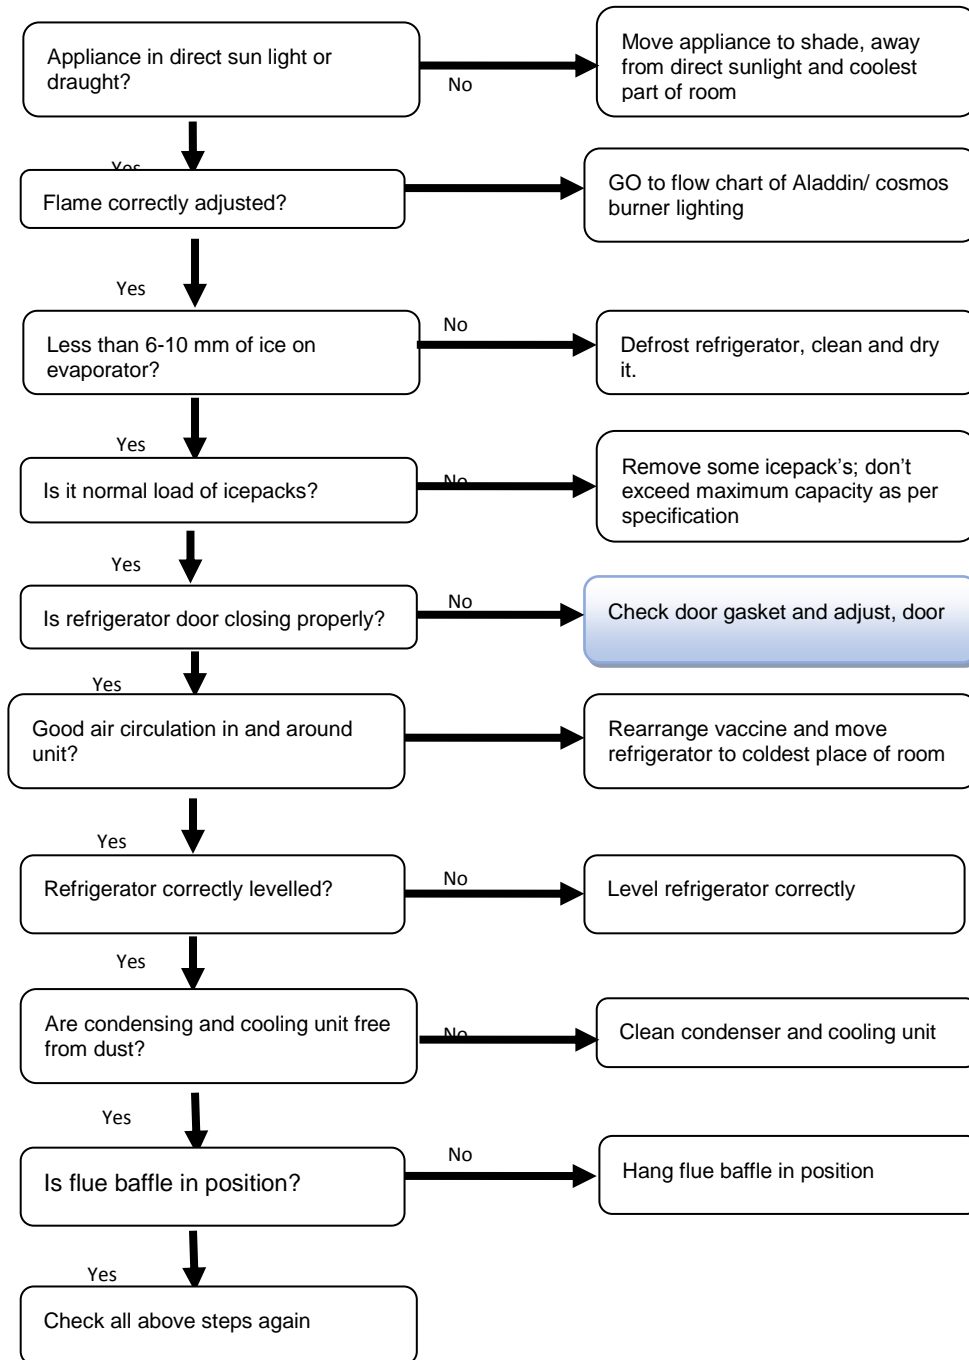 Appliance in direct sun light or
draught?
No
Move appliance to shade, away
from direct sunlight and coolest
part of room
Yes
Flame correctly adjusted?
GO to flow chart of Aladdin/ cosmos
burner lighting
Yes
Less than 6-10 mm of ice on
evaporator?
No
Defrost refrigerator, clean and dry
it.
Yes
Is it normal load of icepacks?
No
Remove some icepack's; don't
exceed maximum capacity as per
specification
Yes
Is refrigerator door closing properly?
No
Check door gasket and adjust, door
Yes
Good air circulation in and around
unit?
Rearrange vaccine and move
refrigerator to coldest place of room
Yes
Refrigerator correctly levelled?
No
Level refrigerator correctly
Yes
Are condensing and cooling unit free
from dust?
No
Clean condenser and cooling unit
Yes
Is flue baffle in position?
No
Hang flue baffle in position
Yes
Check all above steps again